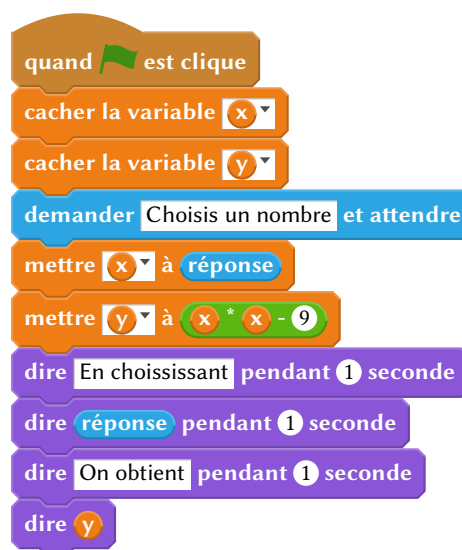 quand est clique
cacher la variable x
cacher la variable y
demander Choisis un nombre et attendre
mettre x à réponse
mettre y à x * x - 9
dire En choississant pendant 1 seconde
dire réponse pendant 1 seconde
dire On obtient pendant 1 seconde
dire y